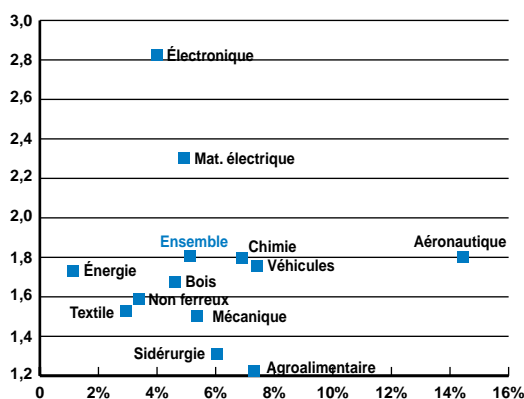 3,0
2,8
Électronique
2,6
2,4
2,2
Mat. électrique
2,0
Ensemble
Chimie
Aéronautique
1,8
Énergie
Véhicules
Bois
1,6
Non ferreux
Textile
Mécanique
1,4
Sidérurgie
Agroalimentaire
1,2
0 2% 4% 6% 8% 10% 12% 14% 16%